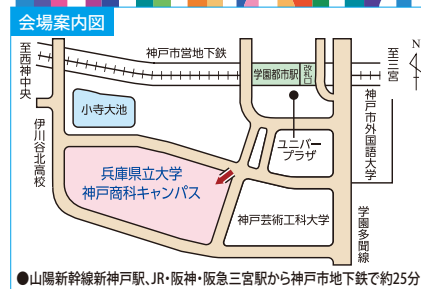 会場案内図
神戸市営地下鉄
至西神中央
至三宮
N
学園都市駅
改札口
小寺大池
伊川谷北高校
ユニバー
プラザ
神戸市外国語大学
兵庫県立大学
神戸商科キャンパス
神戸芸術工科大学
学園多聞線
●山陽新幹線新神戸駅、JR・阪神・阪急三宮駅から神戸市地下鉄で約25分